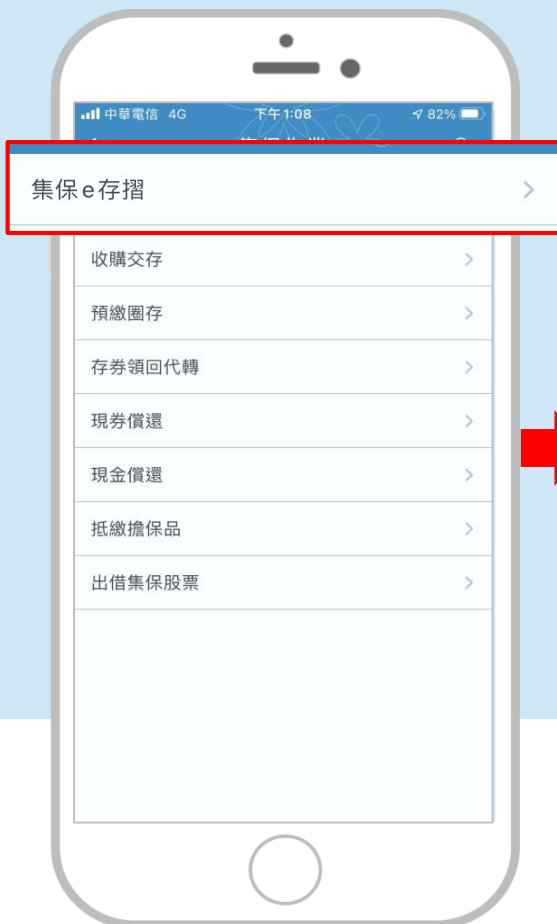 中華電信 4G 下午1:08 82%
集保e存摺
收購交存
預繳圈存
存券領回代轉
現券償還
現金償還
抵繳擔保品
出借集保股票